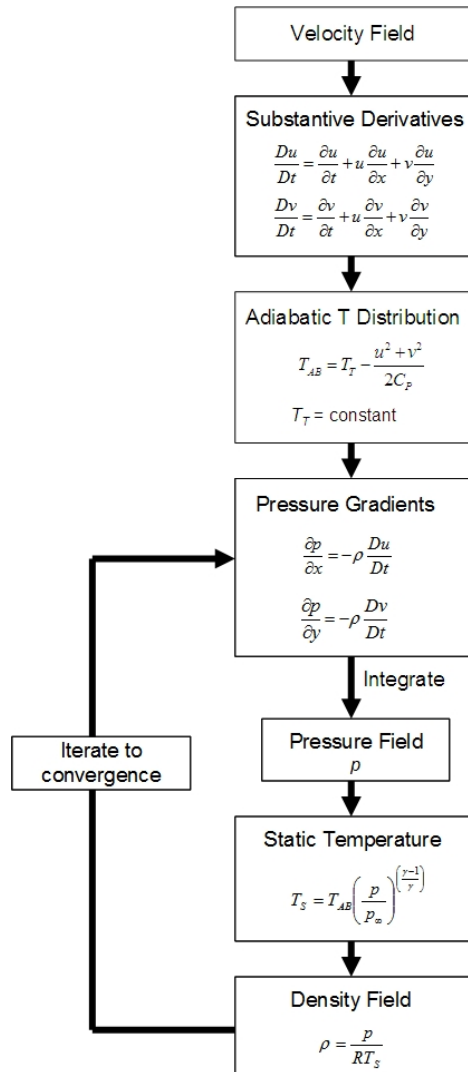 Velocity Field
Substantive Derivatives
Du/Dt = ∂u/∂t + u ∂u/∂x + v ∂u/∂y
Dv/Dt = ∂v/∂t + u ∂v/∂x + v ∂v/∂y
Adiabatic T Distribution
T_AB = T_T − (u² + v²)/(2C_P)
T_T = constant
Pressure Gradients
∂p/∂x = −ρ Du/Dt
∂p/∂y = −ρ Dv/Dt
Integrate
Pressure Field
p
Iterate to
convergence
Static Temperature
T_S = T_AB (p/p_∞)^((γ−1)/γ)
Density Field
ρ = p/(RT_S)